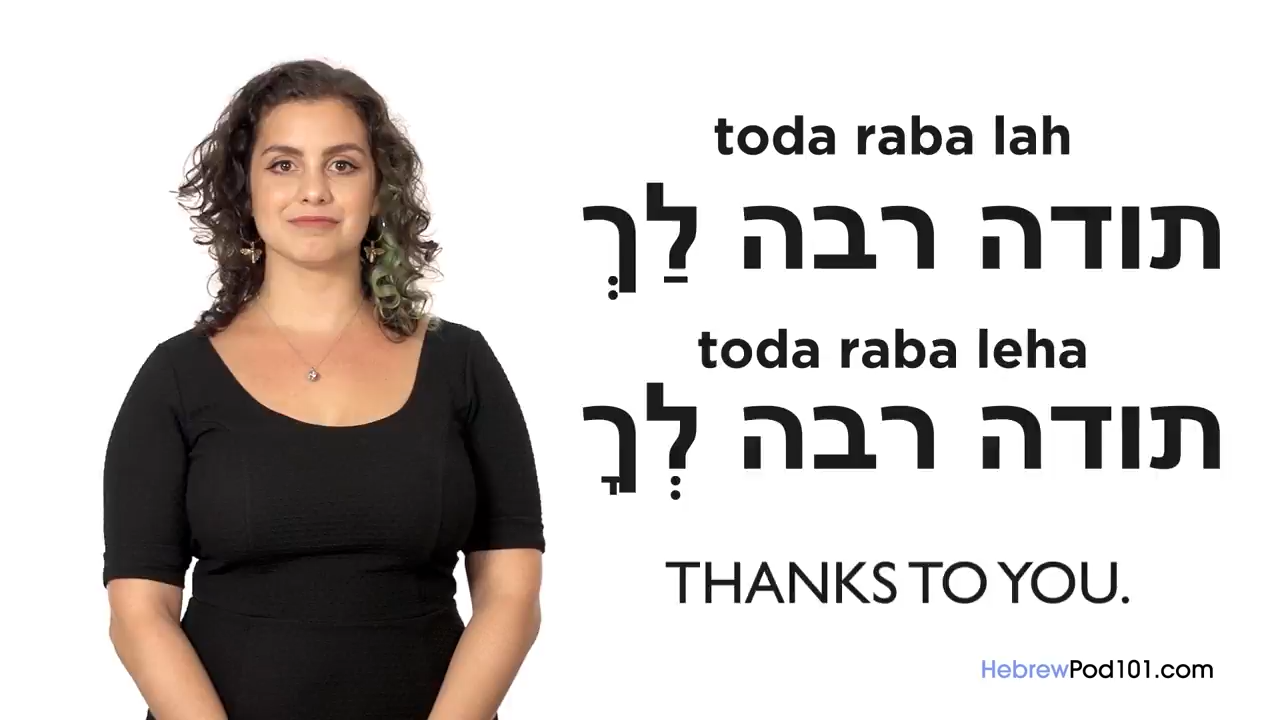 toda raba lah
תודה רבה לַךְ
toda raba leha
תודה רבה לְךָ
THANKS TO YOU.
HebrewPod101.com